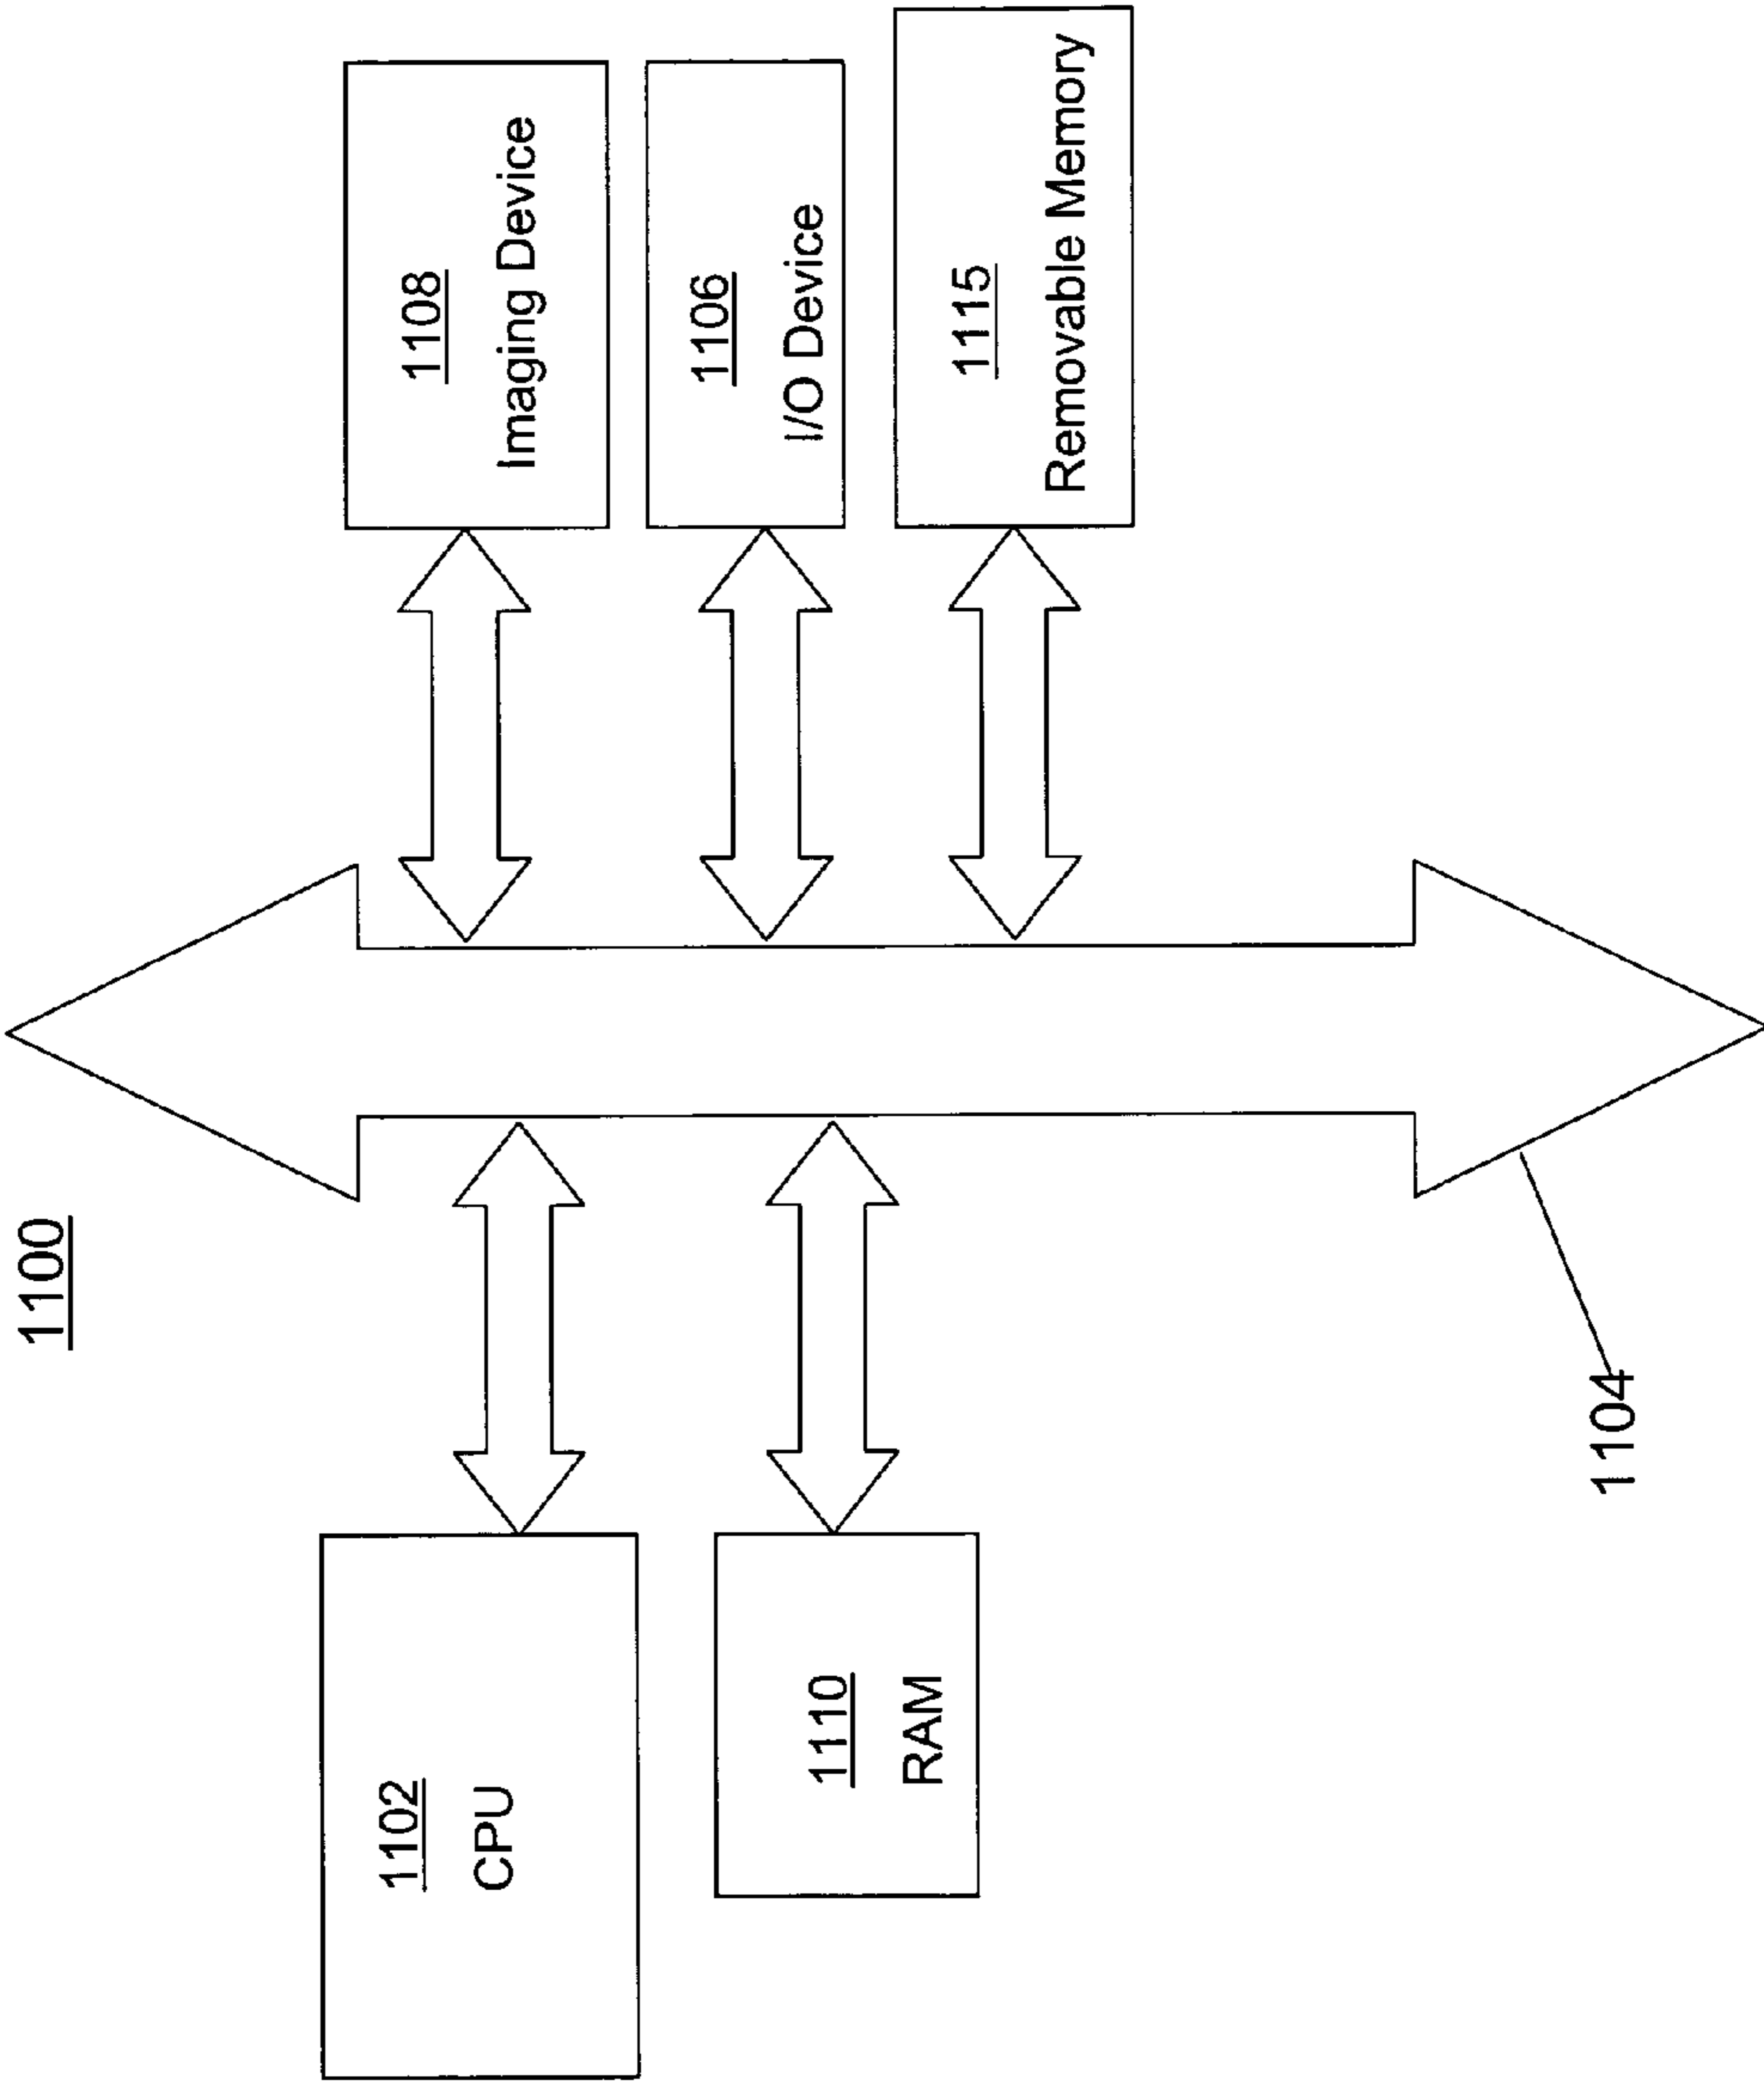 1100
1102
CPU
1110
RAM
1104
1108
Imaging Device
1106
I/O Device
1115
Removable Memory